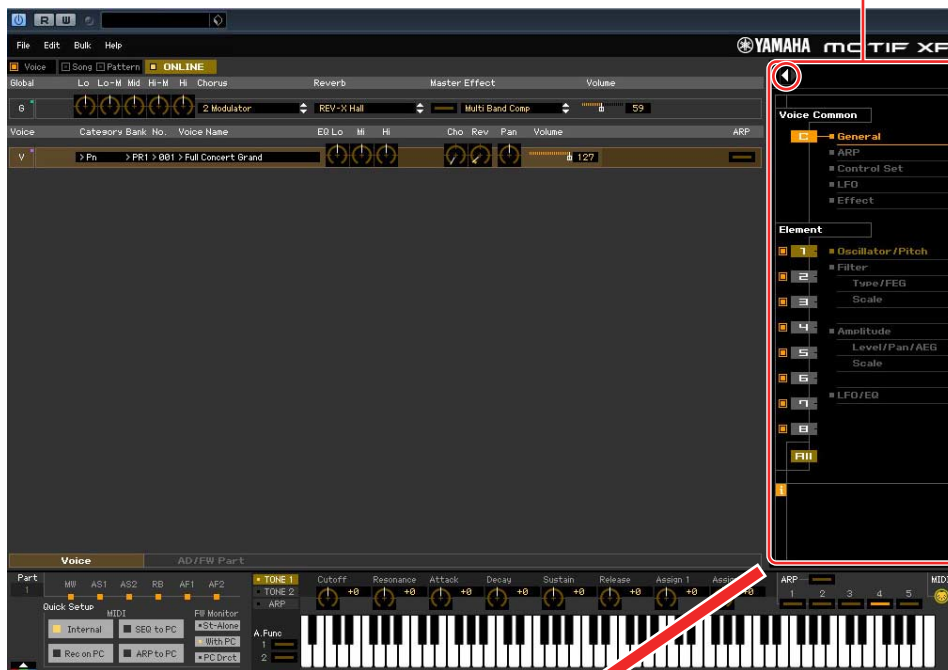 R W
File Edit Bulk Help
YAMAHA MOTIF XF
Voice Song Pattern ONLINE
Global Lo Lo-M Mid Hi-M Hi Chorus Reverb Master Effect Volume
G 2 Modulator REV-X Hall Multi Band Comp 59
Voice Category Bank No. Voice Name EQ Lo Mi Hi Cho Rev Pan Volume ARP
V >Pn >PR1 >001 >Full Concert Grand 127
Voice Common
C General
ARP
Control Set
LFO
Effect
Element
1 Oscillator/Pitch
Filter
2 Type/FEG
3 Scale
4 Amplitude
5 Level/Pan/AEG
Scale
6
7 LFO/EQ
8
All
i
Voice AD/FW Part
Part MW AS1 AS2 RB AF1 AF2 TONE 1 Cutoff Resonance Attack Decay Sustain Release Assign 1 ARP MIDI
1 TONE 2 +0 +0 +0 +0 +0 +0 +0 +0 1 2 3 4 5
ARP
Quick Setup MIDI FW Monitor
Internal SEQ to PC St-Alone
With PC
Rec on PC ARP to PC PC Drct
A.Func
1
2